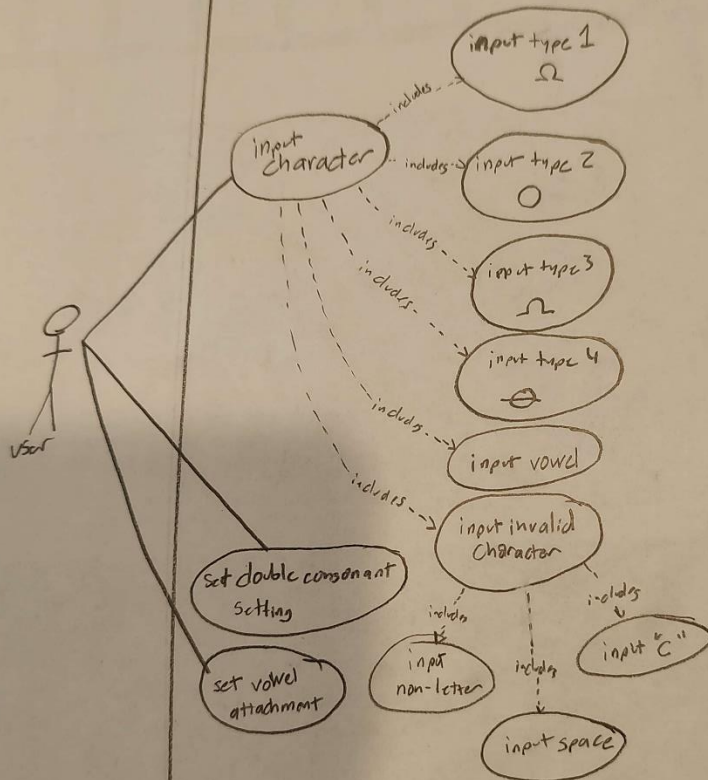 input type 1
Ω
includes
input
character
includes
input type 2
includes
input type 3
includes
input type 4
includes
input vowel
includes
input invalid
character
user
set double consonant
setting
includes
includes
input "C"
input
non-letter
includes
set vowel
attachment
input space